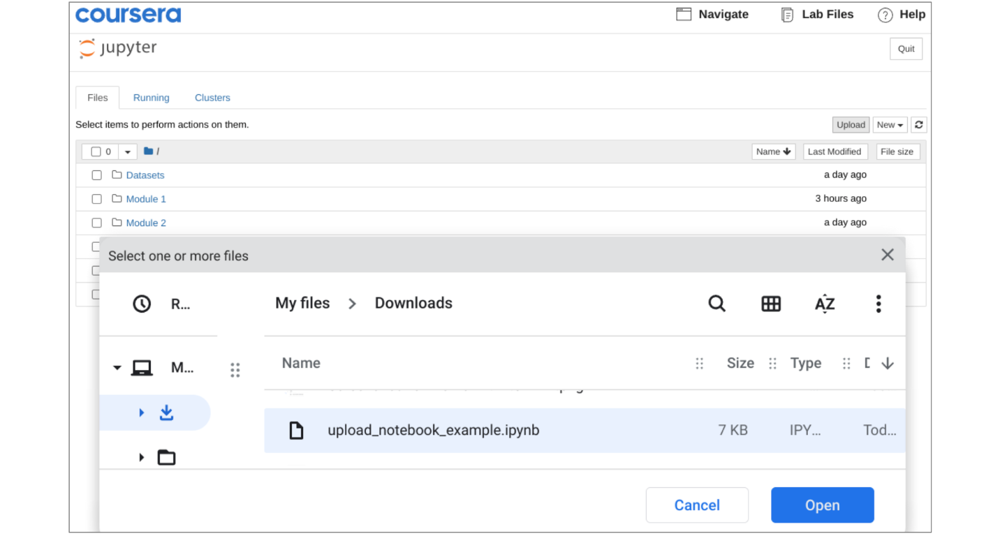 coursera
Navigate Lab Files ? Help
jupyter
Quit
Files Running Clusters
Select items to perform actions on them.
Upload New
0 / Name Last Modified File size
Datasets a day ago
Module 1 3 hours ago
Module 2 a day ago
Select one or more files
R... My files > Downloads AZ
M... Name Size Type
upload_notebook_example.ipynb 7 KB IPY... Tod...
Cancel Open